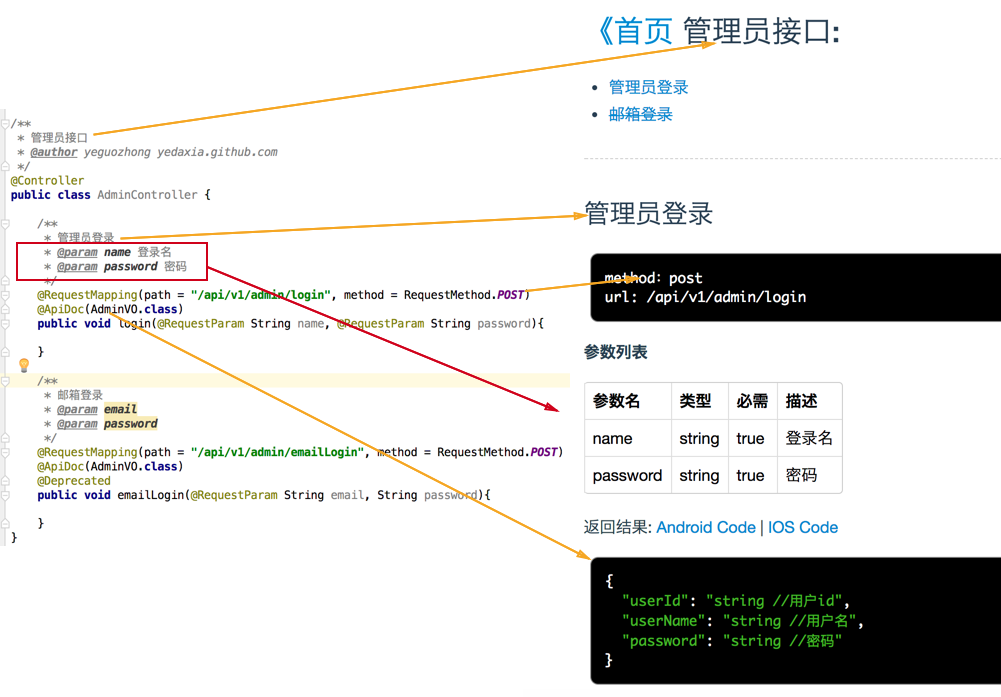 /**
* 管理员接口
* @author yeguozhong yedaxia.github.com
*/
@Controller
public class AdminController {
/**
* 管理员登录
* @param name 登录名
* @param password 密码
*/
@RequestMapping(path = "/api/v1/admin/login", method = RequestMethod.POST)
@ApiDoc(AdminVO.class)
public void login(@RequestParam String name, @RequestParam String password){
}
/**
* 邮箱登录
* @param email
* @param password
*/
@RequestMapping(path = "/api/v1/admin/emailLogin", method = RequestMethod.POST)
@ApiDoc(AdminVO.class)
@Deprecated
public void emailLogin(@RequestParam String email, String password){
}
}
《首页 管理员接口:
• 管理员登录
• 邮箱登录
管理员登录
method: post
url: /api/v1/admin/login
参数列表
参数名 类型 必需 描述
name string true 登录名
password string true 密码
返回结果: Android Code | IOS Code
{
"userId": "string //用户id",
"userName": "string //用户名",
"password": "string //密码"
}